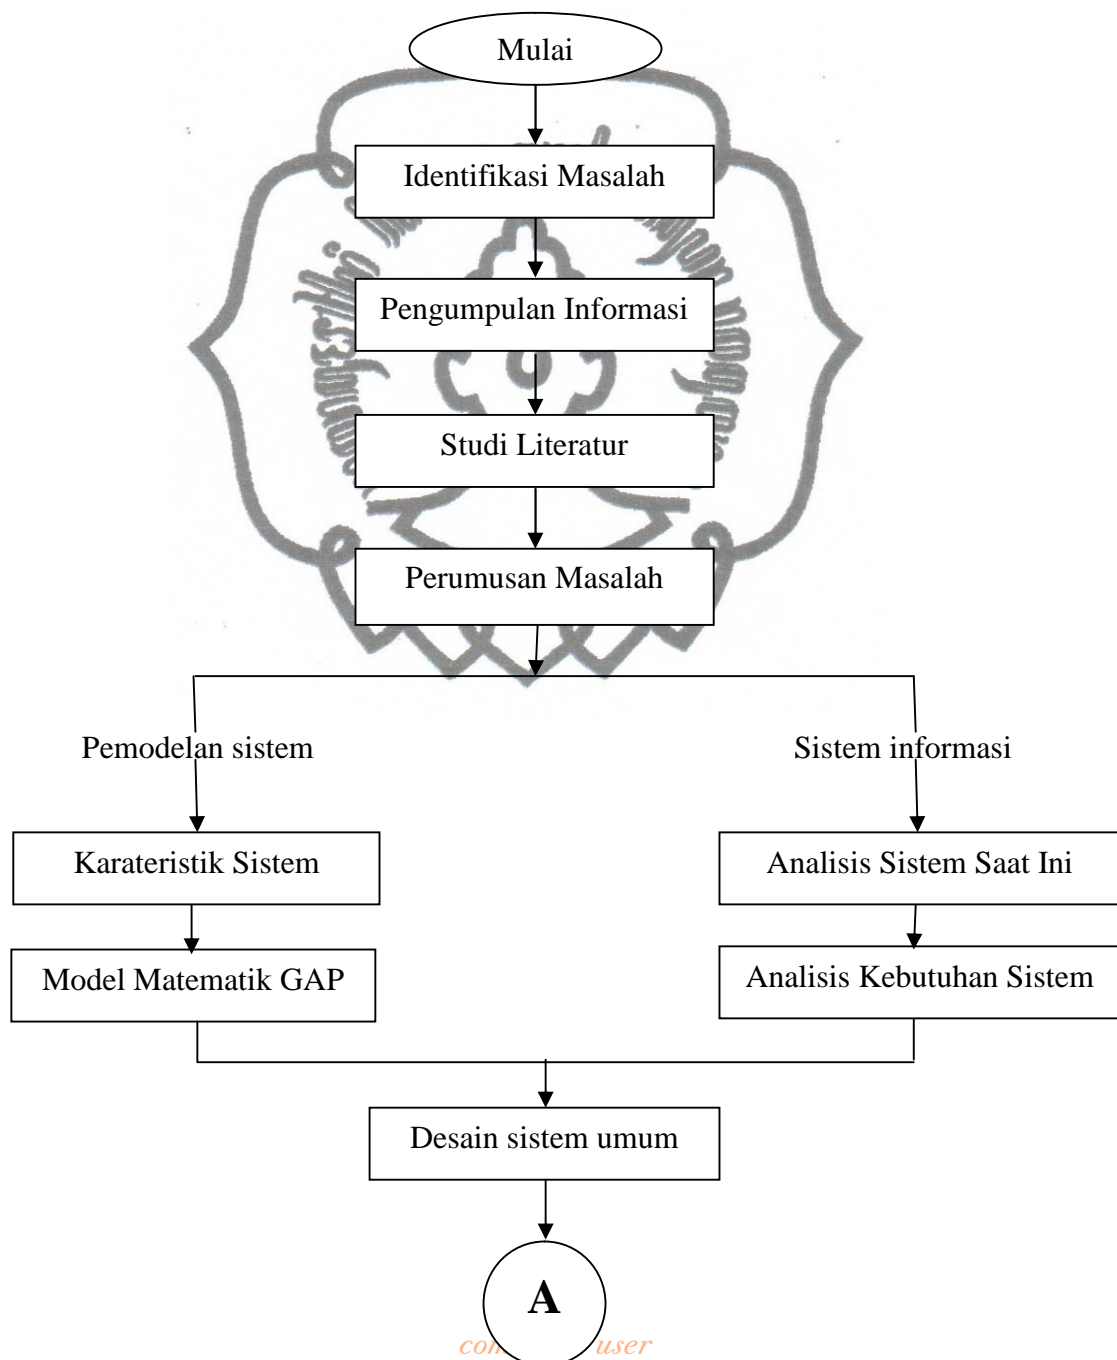 Mulai
Identifikasi Masalah
Pengumpulan Informasi
Studi Literatur
Perumusan Masalah
Pemodelan sistem
Sistem informasi
Karateristik Sistem
Analisis Sistem Saat Ini
Model Matematik GAP
Analisis Kebutuhan Sistem
Desain sistem umum
A
user